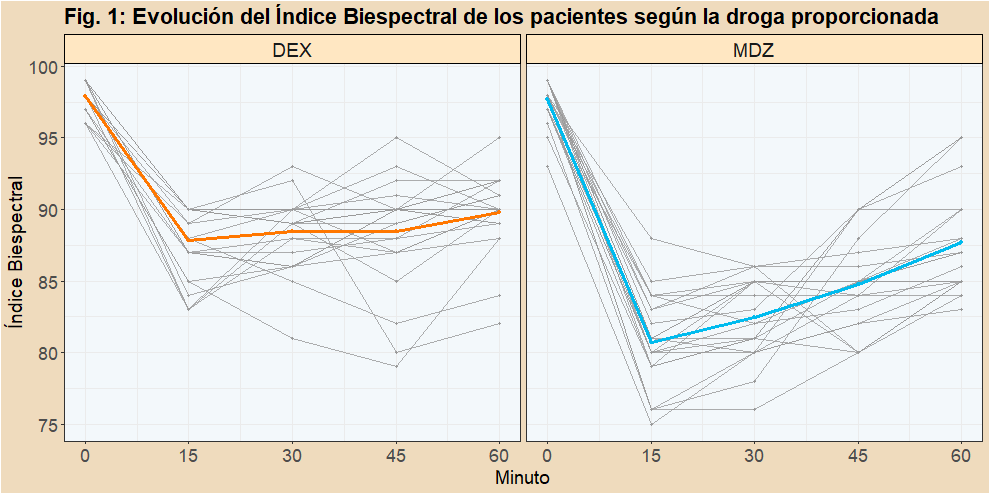 Fig. 1: Evolución del Índice Biespectral de los pacientes según la droga proporcionada
DEX
MDZ
Índice Biespectral
100
95
90
85
80
75
0 15 30 45 60 0 15 30 45 60
Minuto